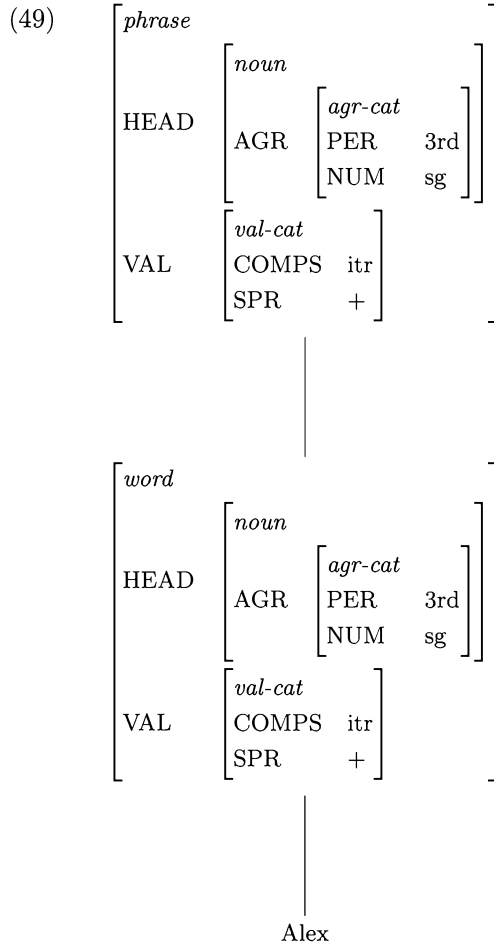 (49)
phrase
noun
agr-cat
HEAD AGR PER 3rd
NUM sg
val-cat
VAL COMPS itr
SPR +
word
noun
agr-cat
HEAD AGR PER 3rd
NUM sg
val-cat
VAL COMPS itr
SPR +
Alex